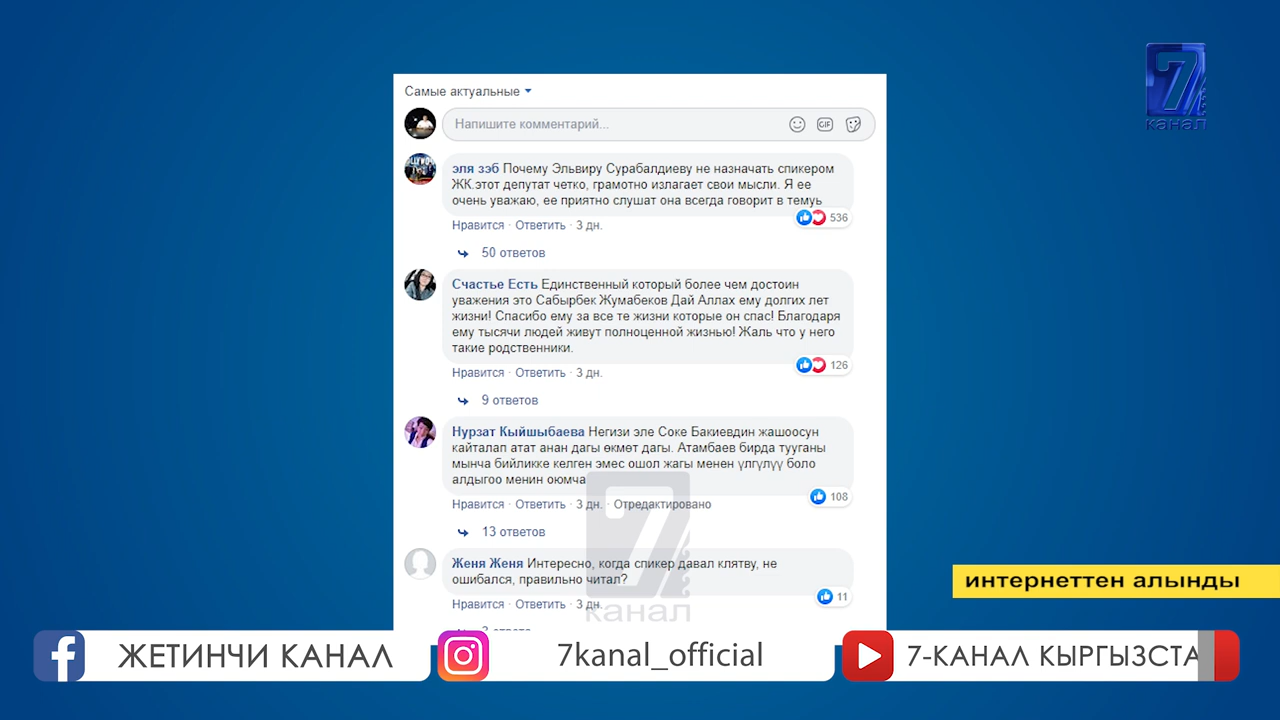 7
канал
Самые актуальные
Напишите комментарий...
GIF
эля зэб Почему Эльвиру Сурабалдиеву не назначать спикером
ЖК.этот депутат четко, грамотно излагает свои мысли. Я ее
очень уважаю, ее приятно слушат она всегда говорит в темуь
536
Нравится · Ответить · 3 дн.
50 ответов
Счастье Есть Единственный который более чем достоин
уважения это Сабырбек Жумабеков Дай Аллах ему долгих лет
жизни! Спасибо ему за все те жизни которые он спас! Благодаря
ему тысячи людей живут полноценной жизнью! Жаль что у него
такие родственники.
126
Нравится · Ответить · 3 дн.
9 ответов
Нурзат Кыйшыбаева Негизи эле Соке Бакиевдин жашоосун
кайталап атат анан дагы өкмөт дагы. Атамбаев бирда тууганы
мынча бийликке келген эмес ошол жагы менен үлгүлүү боло
алдыгоо менин оюмча
108
Нравится · Ответить · 3 дн. · Отредактировано
13 ответов
Женя Женя Интересно, когда спикер давал клятву, не
ошибался, правильно читал?
11
Нравится · Ответить · 3 дн.
7
канал
интернеттен алынды
ЖЕТИНЧИ КАНАЛ
7kanal_official
7-КАНАЛ КЫРГЫЗСТА